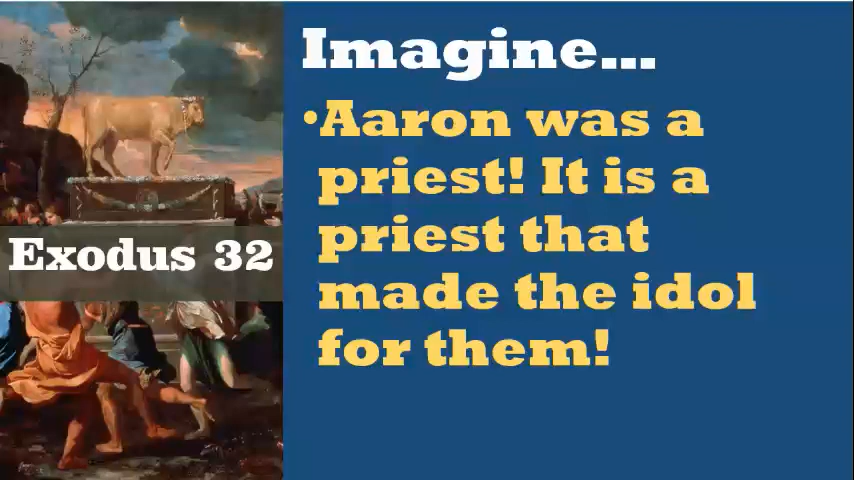 Imagine...
•Aaron was a
priest! It is a
priest that
made the idol
for them!
Exodus 32